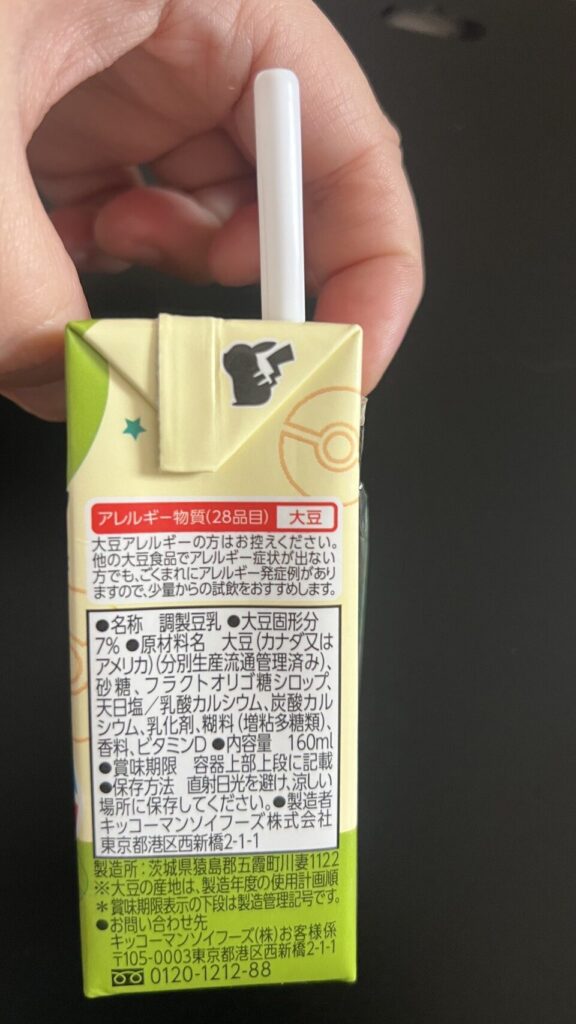 アレルギー物質(28品目) 大豆
大豆アレルギーの方はお控えください。
他の大豆食品でアレルギー症状が出ない
方でも、ごくまれにアレルギー発症例があり
ますので、少量からの試飲をおすすめします。
●名称 調製豆乳 ●大豆固形分
7% ●原材料名 大豆(カナダ又は
アメリカ)(分別生産流通管理済み)、
砂糖、フラクトオリゴ糖シロップ、
天日塩／乳酸カルシウム、炭酸カル
シウム、乳化剤、糊料(増粘多糖類)、
香料、ビタミンD ●内容量 160ml
●賞味期限 容器上部上段に記載
●保存方法 直射日光を避け、涼しい
場所に保存してください。●製造者
キッコーマンソイフーズ株式会社
東京都港区西新橋2-1-1
製造所：茨城県猿島郡五霞町川妻1122
※大豆の産地は、製造年度の使用計画順
＊賞味期限表示の下段は製造管理記号です。
●お問い合わせ先
キッコーマンソイフーズ(株)お客様係
〒105-0003東京都港区西新橋2-1-1
0120-1212-88